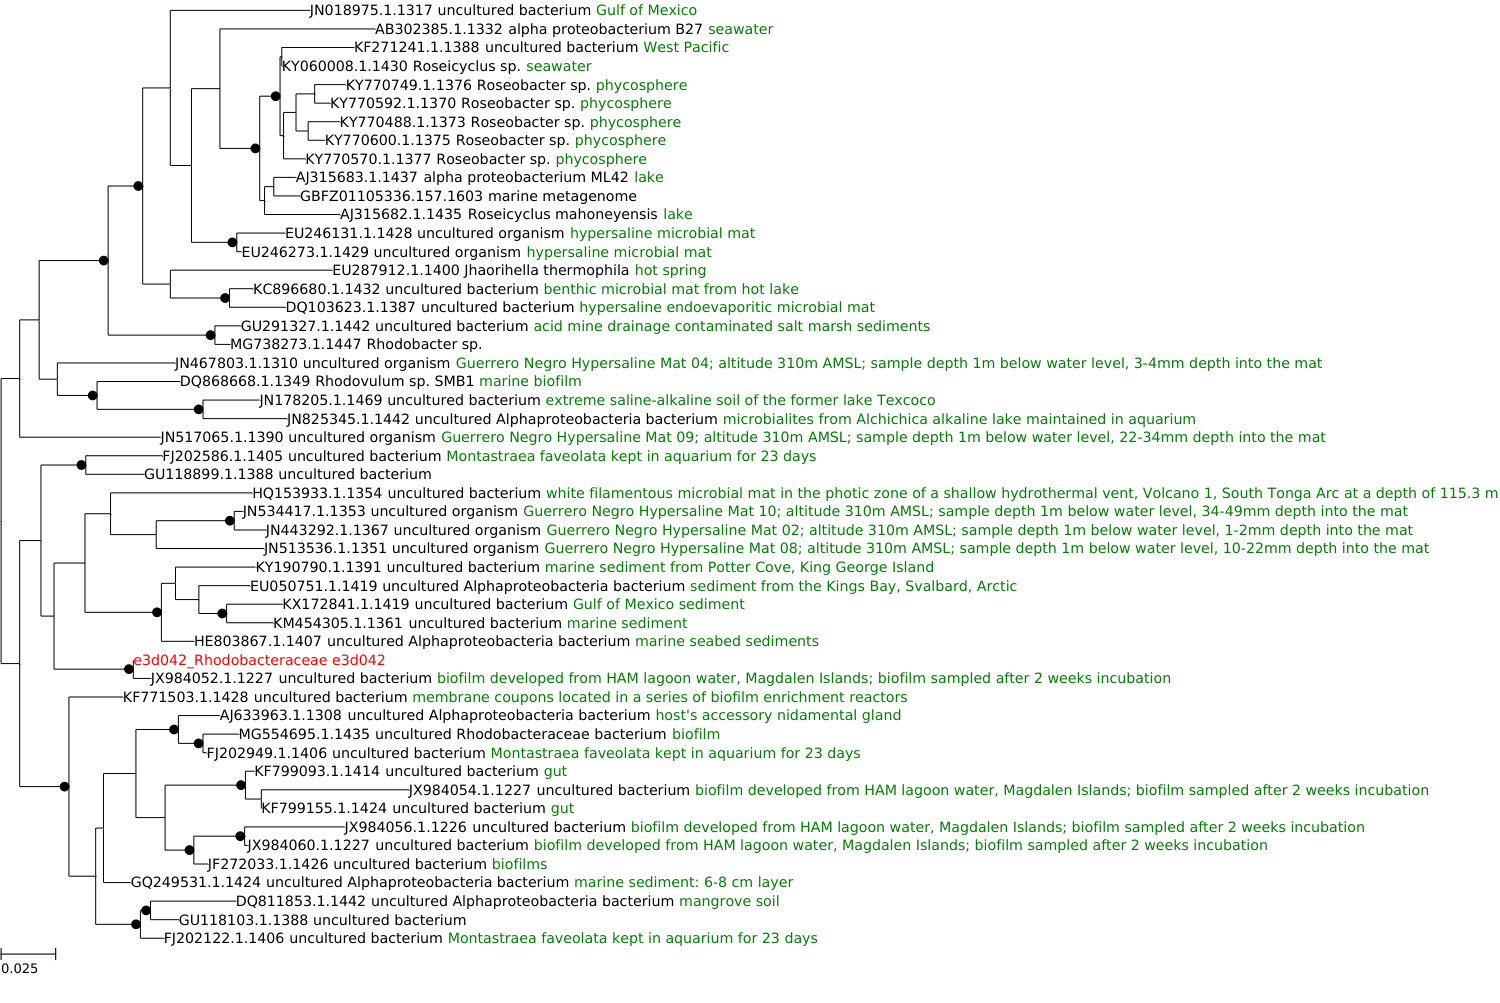 JN018975.1.1317 uncultured bacterium Gulf of Mexico
AB302385.1.1332 alpha proteobacterium B27 seawater
KF271241.1.1388 uncultured bacterium West Pacific
KY060008.1.1430 Roseicyclus sp. seawater
KY770749.1.1376 Roseobacter sp. phycosphere
KY770592.1.1370 Roseobacter sp. phycosphere
KY770488.1.1373 Roseobacter sp. phycosphere
KY770600.1.1375 Roseobacter sp. phycosphere
KY770570.1.1377 Roseobacter sp. phycosphere
AJ315683.1.1437 alpha proteobacterium ML42 lake
GBFZ01105336.157.1603 marine metagenome
AJ315682.1.1435 Roseicyclus mahoneyensis lake
EU246131.1.1428 uncultured organism hypersaline microbial mat
EU246273.1.1429 uncultured organism hypersaline microbial mat
EU287912.1.1400 Jhaorihella thermophila hot spring
KC896680.1.1432 uncultured bacterium benthic microbial mat from hot lake
DQ103623.1.1387 uncultured bacterium hypersaline endoevaporitic microbial mat
GU291327.1.1442 uncultured bacterium acid mine drainage contaminated salt marsh sediments
MG738273.1.1447 Rhodobacter sp.
JN467803.1.1310 uncultured organism Guerrero Negro Hypersaline Mat 04; altitude 310m AMSL; sample depth 1m below water level, 3-4mm depth into the mat
DQ868668.1.1349 Rhodovulum sp. SMB1 marine biofilm
JN178205.1.1469 uncultured bacterium extreme saline-alkaline soil of the former lake Texcoco
JN825345.1.1442 uncultured Alphaproteobacteria bacterium microbialites from Alchichica alkaline lake maintained in aquarium
JN517065.1.1390 uncultured organism Guerrero Negro Hypersaline Mat 09; altitude 310m AMSL; sample depth 1m below water level, 22-34mm depth into the mat
FJ202586.1.1405 uncultured bacterium Montastraea faveolata kept in aquarium for 23 days
GU118899.1.1388 uncultured bacterium
HQ153933.1.1354 uncultured bacterium white filamentous microbial mat in the photic zone of a shallow hydrothermal vent, Volcano 1, South Tonga Arc at a depth of 115.3 m
JN534417.1.1353 uncultured organism Guerrero Negro Hypersaline Mat 10; altitude 310m AMSL; sample depth 1m below water level, 34-49mm depth into the mat
JN443292.1.1367 uncultured organism Guerrero Negro Hypersaline Mat 02; altitude 310m AMSL; sample depth 1m below water level, 1-2mm depth into the mat
JN513536.1.1351 uncultured organism Guerrero Negro Hypersaline Mat 08; altitude 310m AMSL; sample depth 1m below water level, 10-22mm depth into the mat
KY190790.1.1391 uncultured bacterium marine sediment from Potter Cove, King George Island
EU050751.1.1419 uncultured Alphaproteobacteria bacterium sediment from the Kings Bay, Svalbard, Arctic
KX172841.1.1419 uncultured bacterium Gulf of Mexico sediment
KM454305.1.1361 uncultured bacterium marine sediment
HE803867.1.1407 uncultured Alphaproteobacteria bacterium marine seabed sediments
e3d042_Rhodobacteraceae e3d042
JX984052.1.1227 uncultured bacterium biofilm developed from HAM lagoon water, Magdalen Islands; biofilm sampled after 2 weeks incubation
KF771503.1.1428 uncultured bacterium membrane coupons located in a series of biofilm enrichment reactors
AJ633963.1.1308 uncultured Alphaproteobacteria bacterium host's accessory nidamental gland
MG554695.1.1435 uncultured Rhodobacteraceae bacterium biofilm
FJ202949.1.1406 uncultured bacterium Montastraea faveolata kept in aquarium for 23 days
KF799093.1.1414 uncultured bacterium gut
JX984054.1.1227 uncultured bacterium biofilm developed from HAM lagoon water, Magdalen Islands; biofilm sampled after 2 weeks incubation
KF799155.1.1424 uncultured bacterium gut
JX984056.1.1226 uncultured bacterium biofilm developed from HAM lagoon water, Magdalen Islands; biofilm sampled after 2 weeks incubation
JX984060.1.1227 uncultured bacterium biofilm developed from HAM lagoon water, Magdalen Islands; biofilm sampled after 2 weeks incubation
JF272033.1.1426 uncultured bacterium biofilms
GQ249531.1.1424 uncultured Alphaproteobacteria bacterium marine sediment: 6-8 cm layer
DQ811853.1.1442 uncultured Alphaproteobacteria bacterium mangrove soil
GU118103.1.1388 uncultured bacterium
FJ202122.1.1406 uncultured bacterium Montastraea faveolata kept in aquarium for 23 days
0.025